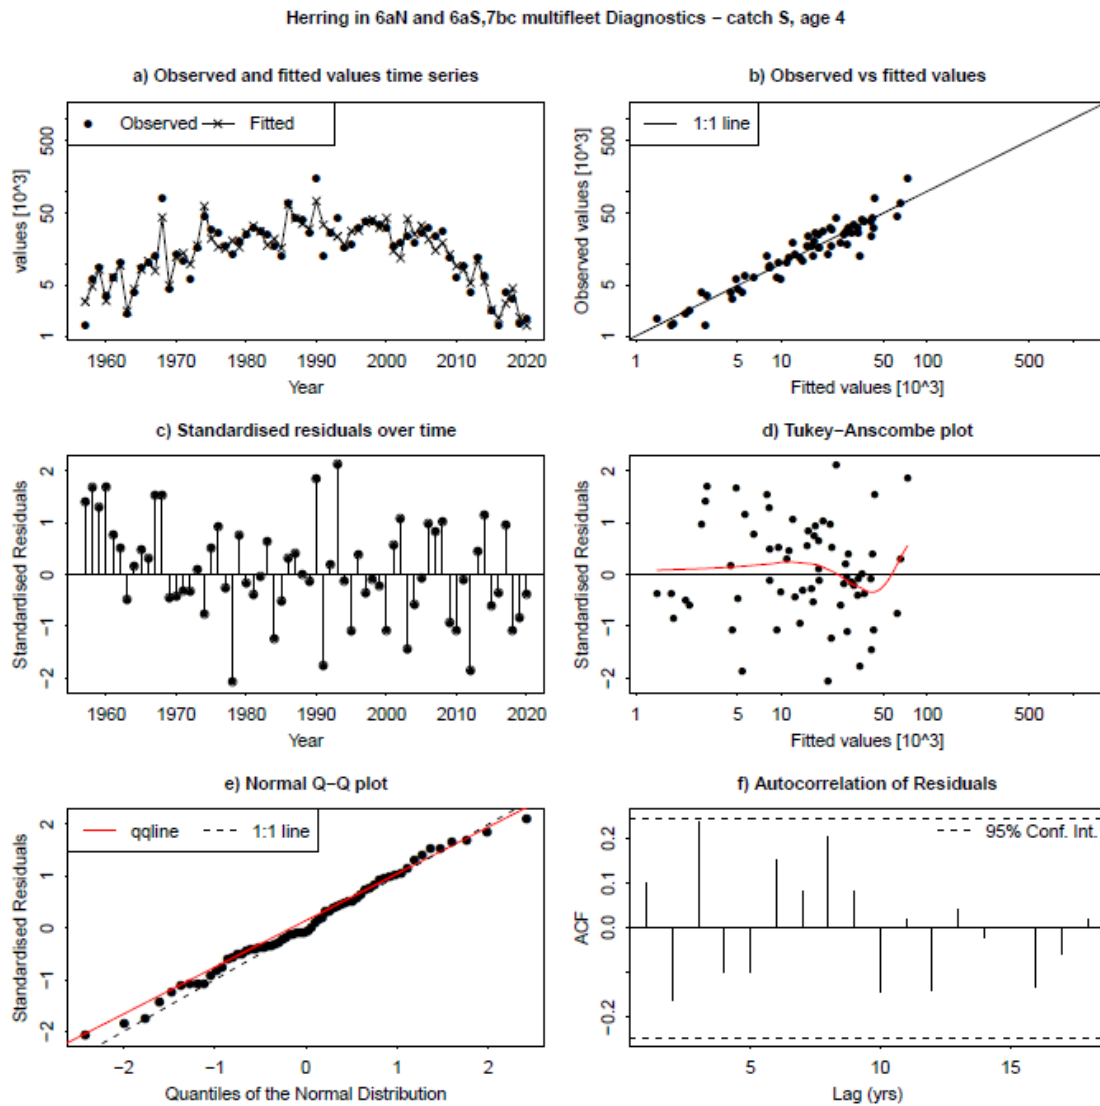 Herring in 6aN and 6aS,7bc multifleet Diagnostics − catch S, age 4
a) Observed and fitted values time series
values [10^3]
500
50
5
1
Observed
Fitted
1960 1970 1980 1990 2000 2010 2020
Year
b) Observed vs fitted values
Observed values [10^3]
500
50
5
1
1:1 line
1 5 10 50 100 500
Fitted values [10^3]
c) Standardised residuals over time
Standardised Residuals
2
1
0
−1
−2
1960 1970 1980 1990 2000 2010 2020
Year
d) Tukey−Anscombe plot
Standardised Residuals
2
1
0
−1
−2
1 5 10 50 100 500
Fitted values [10^3]
e) Normal Q−Q plot
Standardised Residuals
2
1
0
−1
−2
qqline
1:1 line
−2 −1 0 1 2
Quantiles of the Normal Distribution
f) Autocorrelation of Residuals
ACF
0.2
0.1
0.0
−0.2
95% Conf. Int.
5 10 15
Lag (yrs)